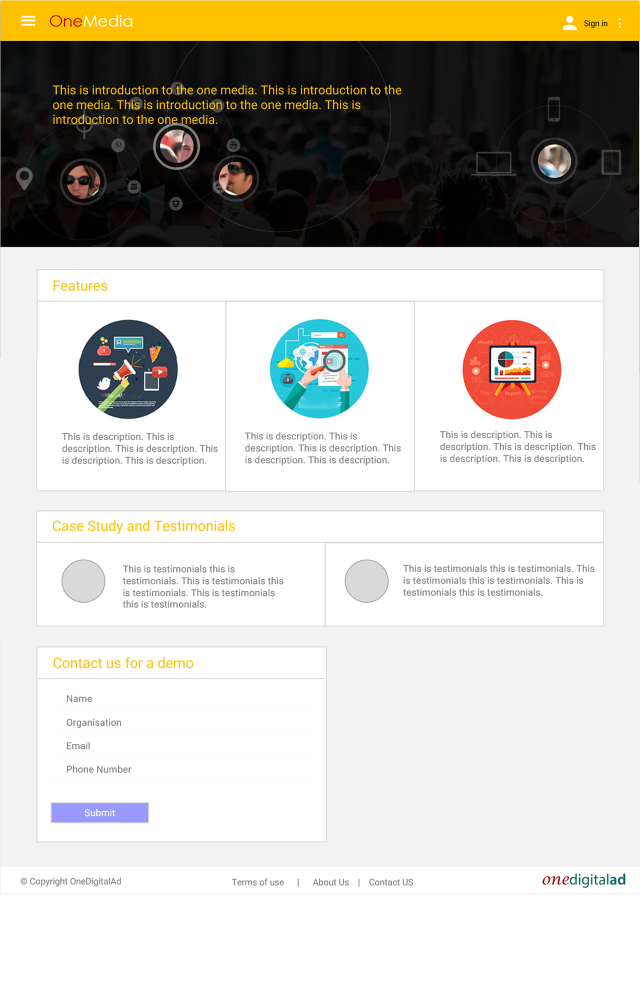 OneMedia
Sign in
This is introduction to the one media. This is introduction to the
one media. This is introduction to the one media. This is
introduction to the one media.
Features
Search
Month
Quarter
50%
100%
Year
Report
period
This is description. This is
description. This is description. This
is description. This is description.
This is description. This is
description. This is description. This
is description. This is description.
This is description. This is
description. This is description. This
is description. This is description.
Case Study and Testimonials
This is testimonials this is
testimonials. This is testimonials this
is testimonials. This is testimonials
this is testimonials.
This is testimonials this is testimonials. This
is testimonials this is testimonials. This is
testimonials this is testimonials.
Contact us for a demo
Name
Organisation
Email
Phone Number
Submit
© Copyright OneDigitalAd
Terms of use | About Us | Contact US
onedigitalad